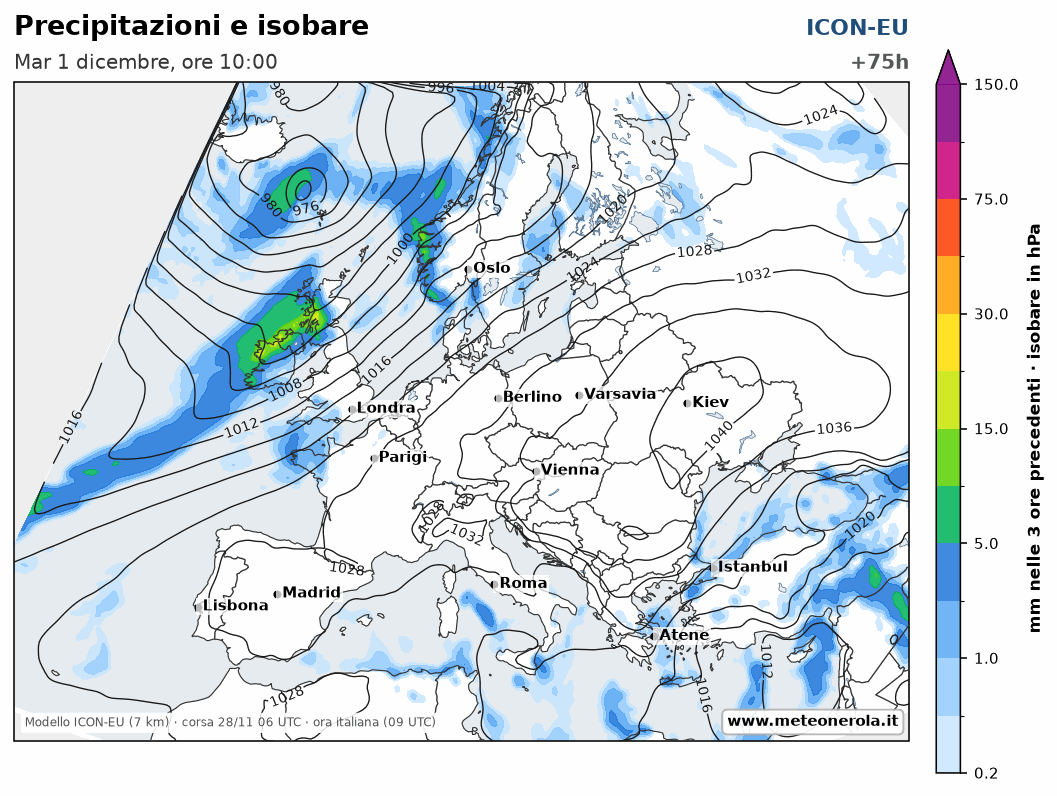 Precipitazioni e isobare
ICON-EU
Mar 1 dicembre, ore 10:00
+75h
980
996
1004
1024
980
976
1000
1020
Oslo
1024
1028
1032
1016
1008
Berlino
Varsavia
Kiev
Londra
1016
1012
1040
1036
Parigi
Vienna
1028
1032
1020
1028
Istanbul
Roma
Madrid
Lisbona
Atene
1012
1028
1016
Modello ICON-EU (7 km) · corsa 28/11 06 UTC · ora italiana (09 UTC)
www.meteonerola.it
150.0
75.0
30.0
15.0
5.0
1.0
0.2
mm nelle 3 ore precedenti · isobare in hPa